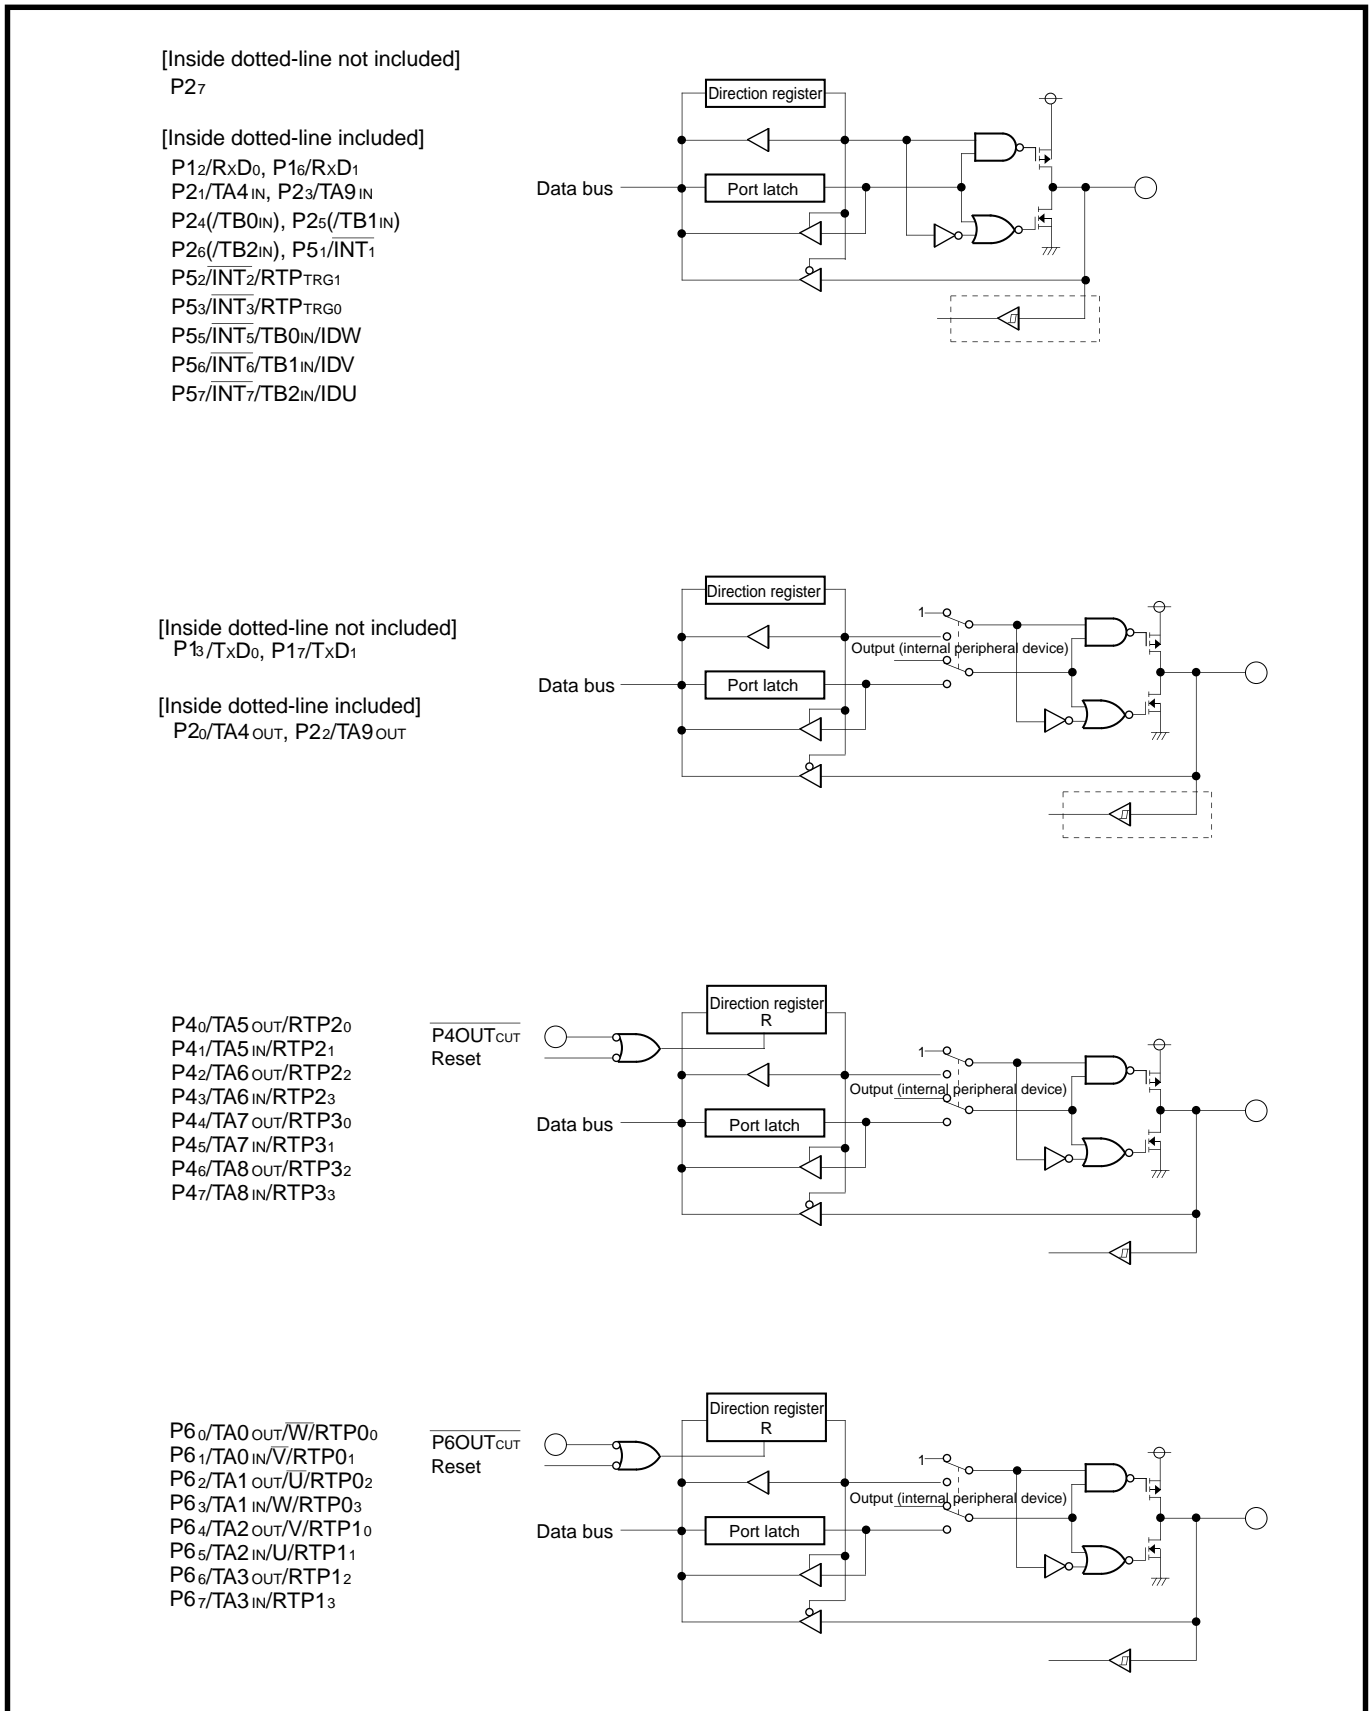 [Inside dotted-line not included]
P27
[Inside dotted-line included]
P12/RxD0, P16/RxD1
P21/TA4IN, P23/TA9IN
P24(/TB0IN), P25(/TB1IN)
P26(/TB2IN), P51/INT1
P52/INT2/RTPTRG1
P53/INT3/RTPTRG0
P55/INT5/TB0IN/IDW
P56/INT6/TB1IN/IDV
P57/INT7/TB2IN/IDU
Direction register
Data bus
Port latch
[Inside dotted-line not included]
P13/TxD0, P17/TxD1
[Inside dotted-line included]
P20/TA4OUT, P22/TA9OUT
Direction register
1
Output (internal peripheral device)
Data bus
Port latch
P40/TA5OUT/RTP20
P41/TA5IN/RTP21
P42/TA6OUT/RTP22
P43/TA6IN/RTP23
P44/TA7OUT/RTP30
P45/TA7IN/RTP31
P46/TA8OUT/RTP32
P47/TA8IN/RTP33
P4OUTCUT
Reset
Direction register
R
1
Output (internal peripheral device)
Data bus
Port latch
P60/TA0OUT/W/RTP00
P61/TA0IN/V/RTP01
P62/TA1OUT/U/RTP02
P63/TA1IN/W/RTP03
P64/TA2OUT/V/RTP10
P65/TA2IN/U/RTP11
P66/TA3OUT/RTP12
P67/TA3IN/RTP13
P6OUTCUT
Reset
Direction register
R
1
Output (internal peripheral device)
Data bus
Port latch